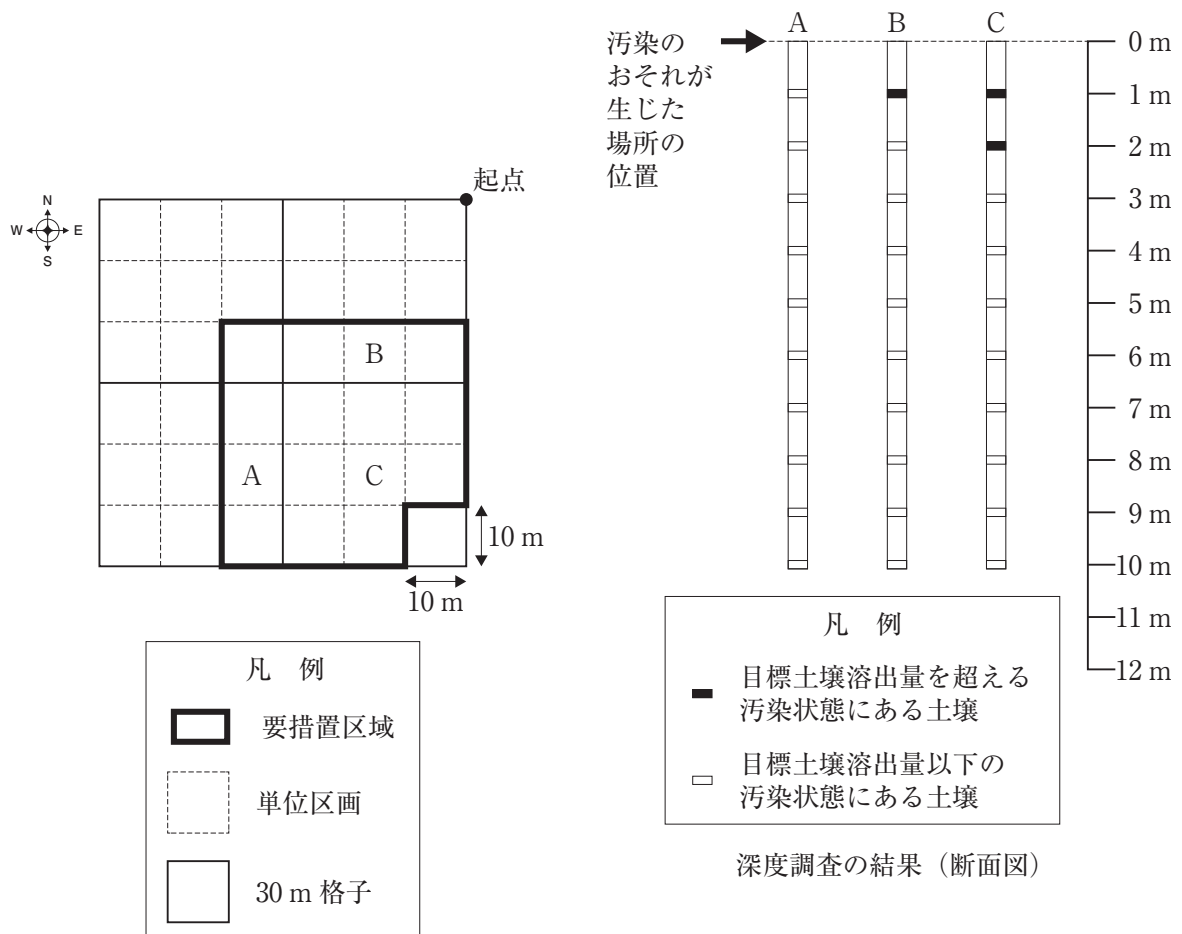 起点
N
W E
S
B
A C
10 m
10 m
凡　例
要措置区域
単位区画
30 m 格子
汚染の
おそれが
生じた
場所の
位置
A B C
0 m
1 m
2 m
3 m
4 m
5 m
6 m
7 m
8 m
9 m
10 m
11 m
12 m
凡　例
目標土壌溶出量を超える
汚染状態にある土壌
目標土壌溶出量以下の
汚染状態にある土壌
深度調査の結果（断面図）